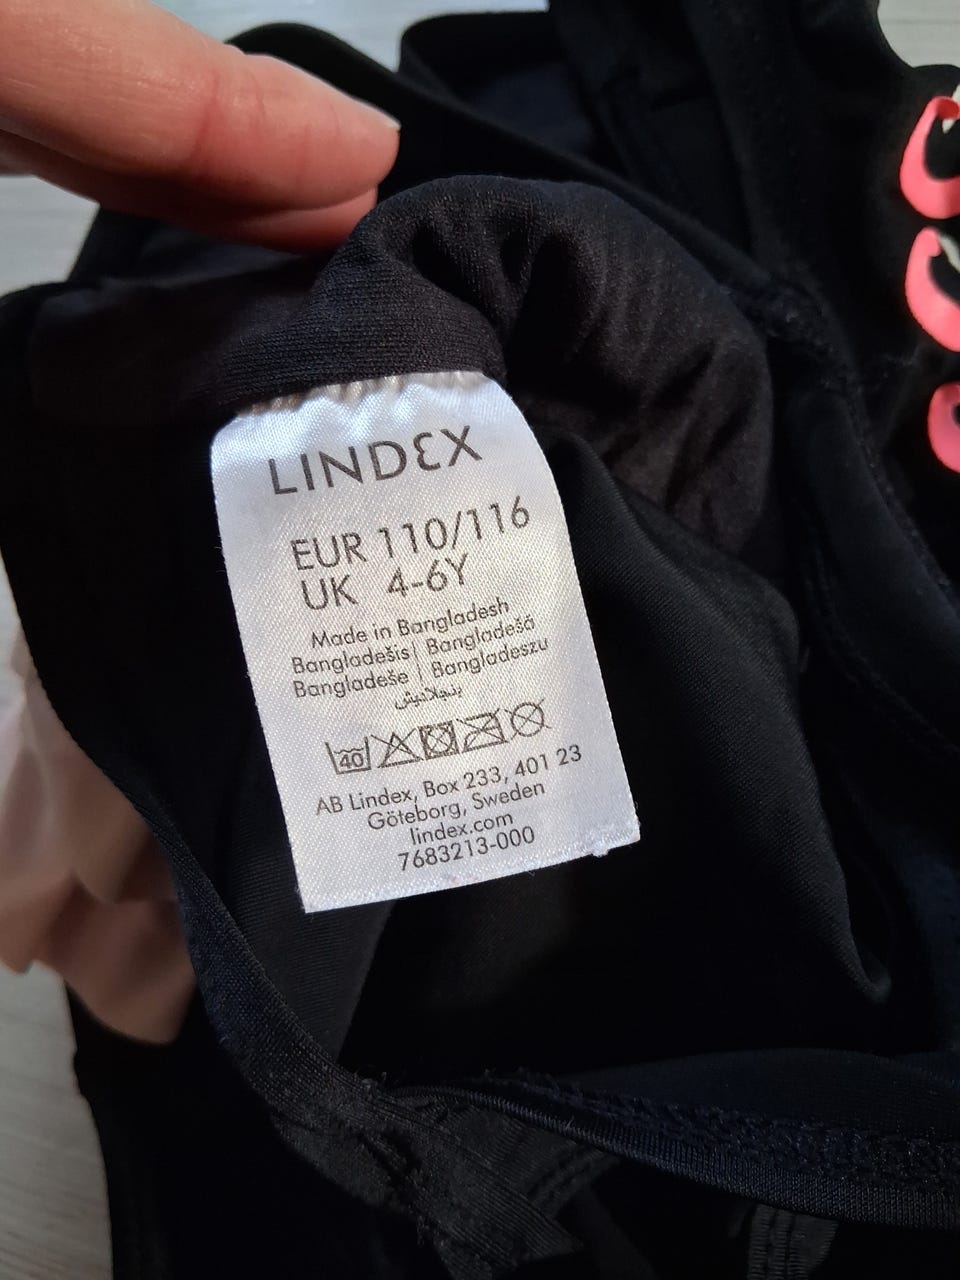 LINDEX
EUR 110/116
UK 4-6Y
Made in Bangladesh
Bangladešis | Bangladešā
Bangladeše | Bangladeszu
بنجلاديش
40
AB Lindex, Box 233, 401 23
Göteborg, Sweden
lindex.com
7683213-000